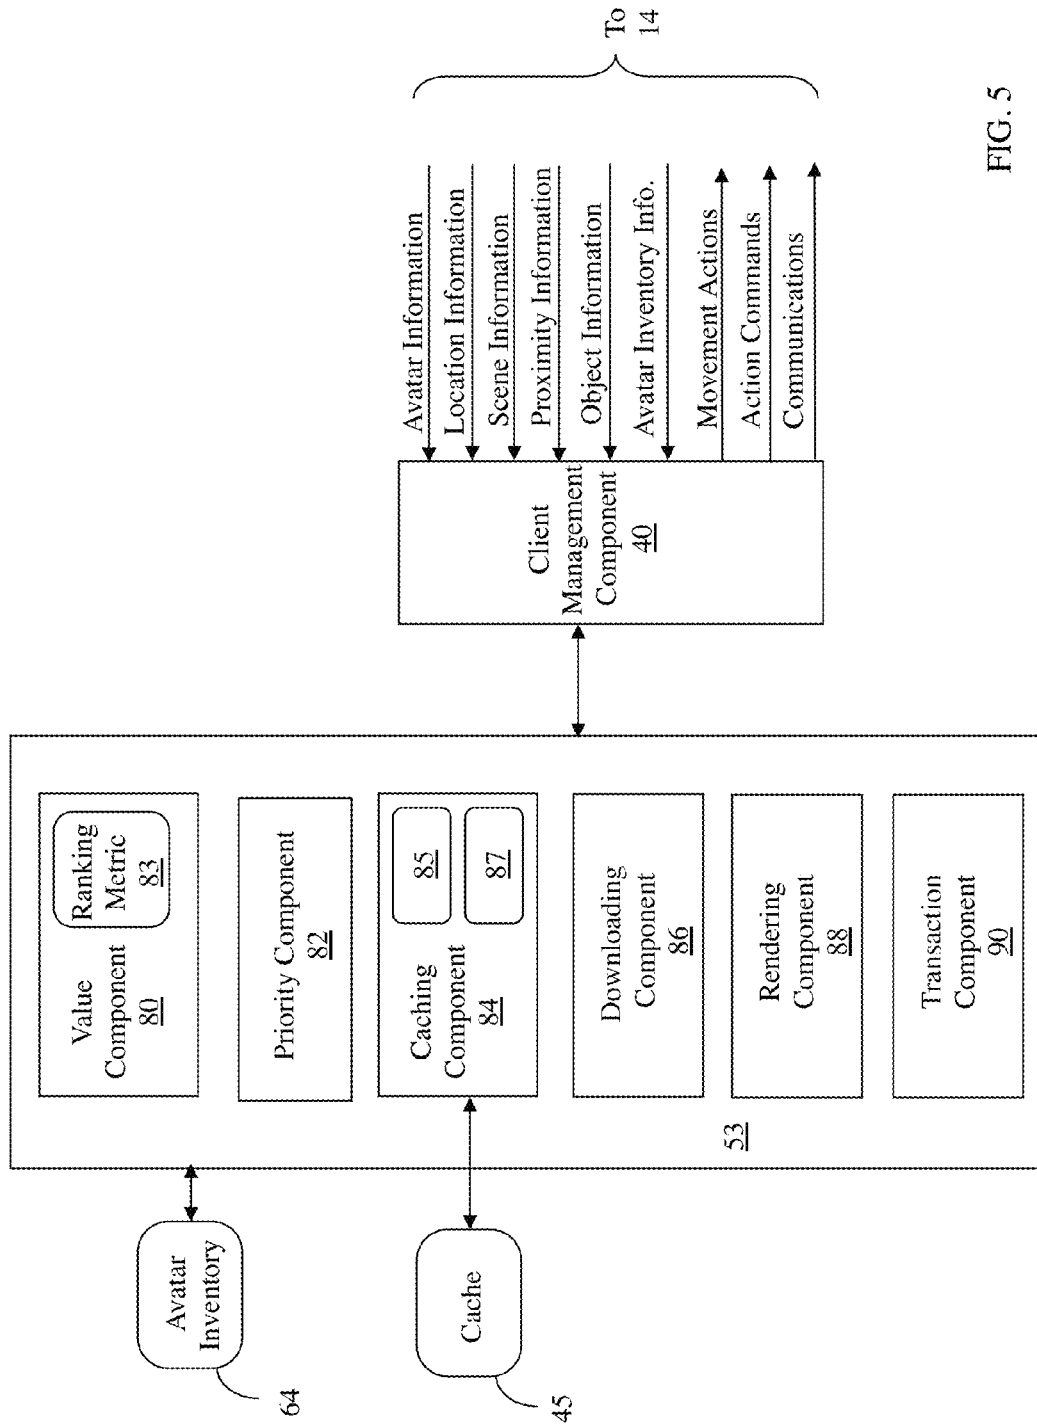 Avatar
Inventory
64
Cache
45
53
Value
Component
80
Ranking
Metric
83
Priority Component
82
Caching
Component
84
85
87
Downloading
Component
86
Rendering
Component
88
Transaction
Component
90
Client
Management
Component
40
Avatar Information
Location Information
Scene Information
Proximity Information
Object Information
Avatar Inventory Info.
Movement Actions
Action Commands
Communications
To
14
FIG. 5